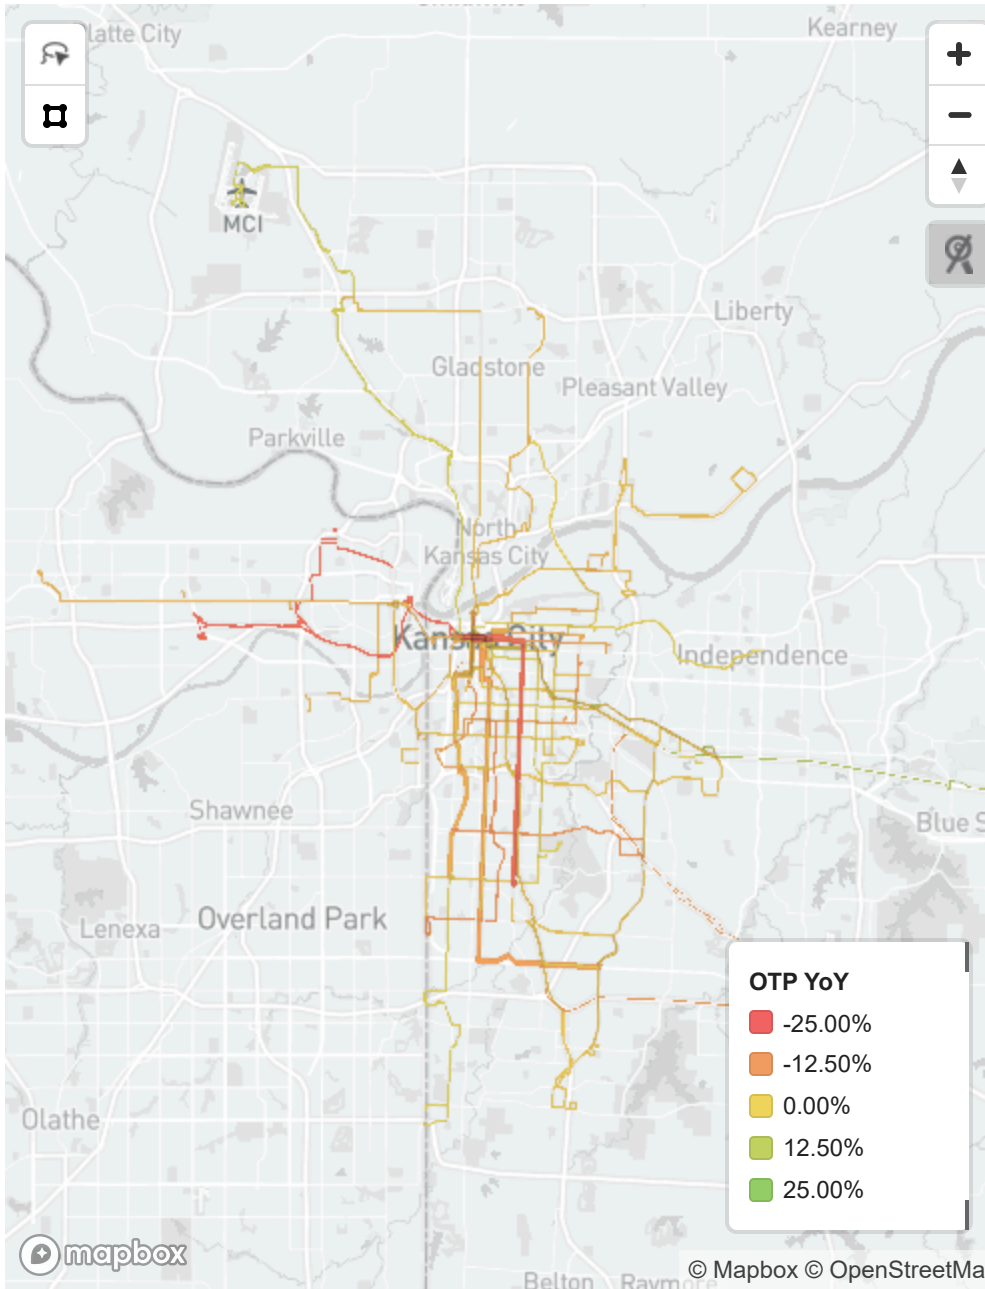 latte City
Kearney
MCI
Liberty
Gladstone
Pleasant Valley
Parkville
North
Kansas City
Kansas City
Independence
Shawnee
Blue S
Overland Park
Lenexa
OTP YoY
-25.00%
-12.50%
0.00%
12.50%
25.00%
Olathe
mapbox
© Mapbox © OpenStreetMa
Belton
Raymore